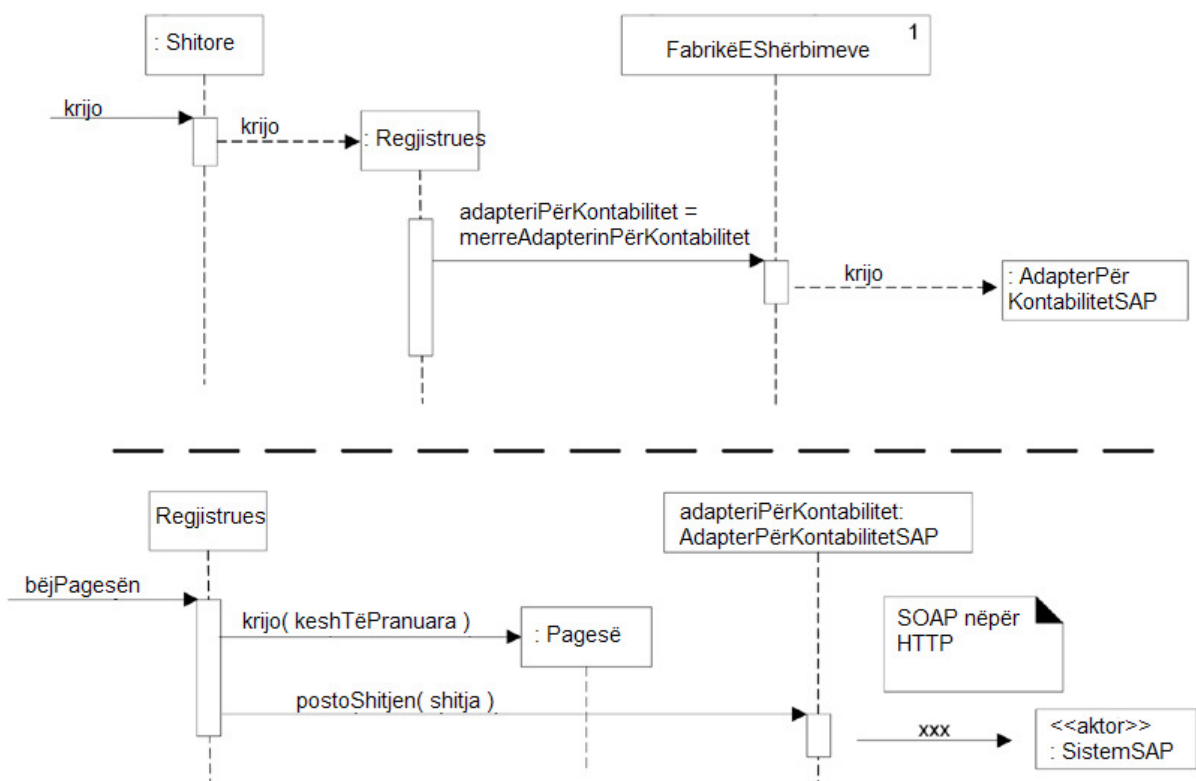 : Shitore
1
FabrikëEShërbimeve
krijo
krijo
: Regjistrues
adapteriPërKontabilitet =
merreAdapterinPërKontabilitet
krijo
: AdapterPër
KontabilitetSAP
Regjistrues
adapteriPërKontabilitet:
AdapterPërKontabilitetSAP
bëjPagesën
krijo( keshTëPranuara )
: Pagesë
SOAP nëpër
HTTP
postoShitjen( shitja )
xxx
<<aktor>>
: SistemSAP